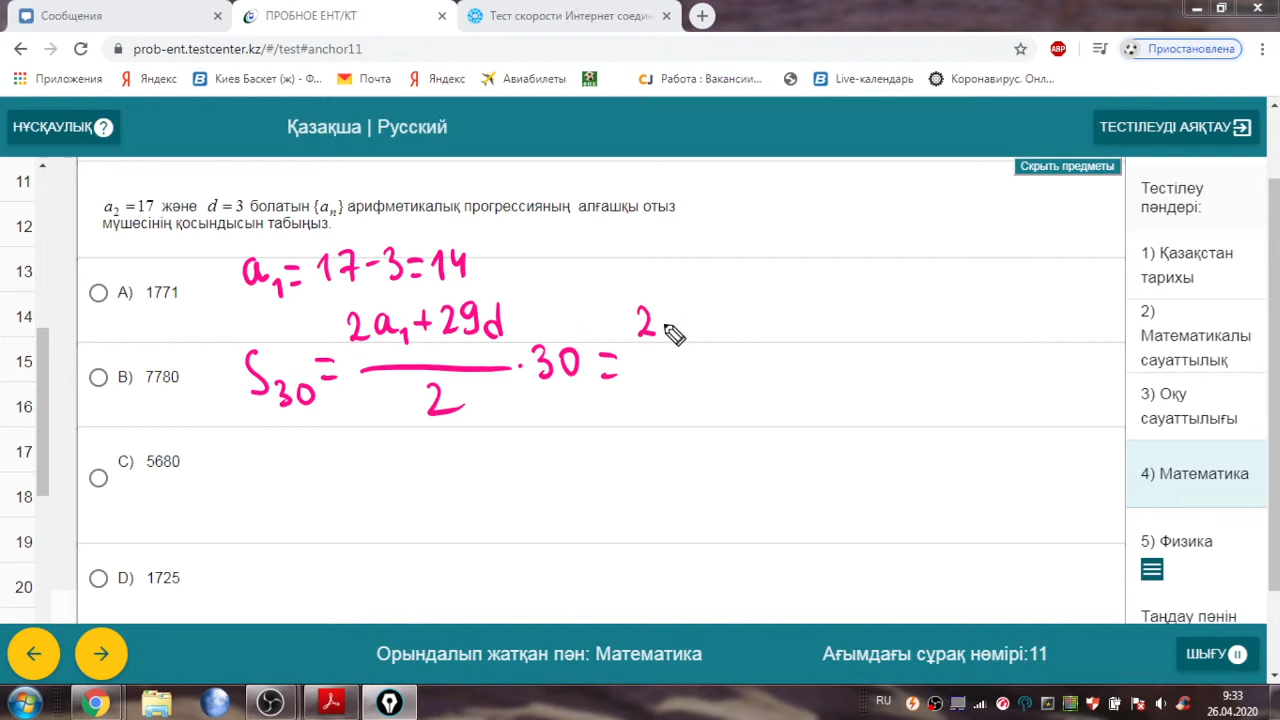 Сообщения
ПРОБНОЕ ЕНТ/КТ
Тест скорости Интернет соедин
prob-ent.testcenter.kz/#/test#anchor11
ABP
Приостановлена
Приложения
Яндекс
Киев Баскет (ж) - Ф...
Почта
Яндекс
Авиабилеты
Работа : Вакансии...
Live-календарь
Коронавирус. Онл...
НҰСҚАУЛЫҚ ?
Қазақша | Русский
ТЕСТІЛЕУДІ АЯҚТАУ
Скрыть предметы
11
12
13
14
15
16
17
18
19
20
a₂ = 17 және d = 3 болатын {aₙ} арифметикалық прогрессияның алғашқы отыз
мүшесінің қосындысын табыңыз.
a₁ = 17 - 3 = 14
A) 1771
S₃₀ = (2a₁ + 29d)/2 · 30 = 2
B) 7780
C) 5680
D) 1725
Тестілеу
пәндері:
1) Қазақстан
тарихы
2)
Математикалы
сауаттылық
3) Оқу
сауаттылығы
4) Математика
5) Физика
Таңдау пәнін
Орындалып жатқан пән: Математика
Ағымдағы сұрақ нөмірі:11
ШЫҒУ
RU
9:33
26.04.2020